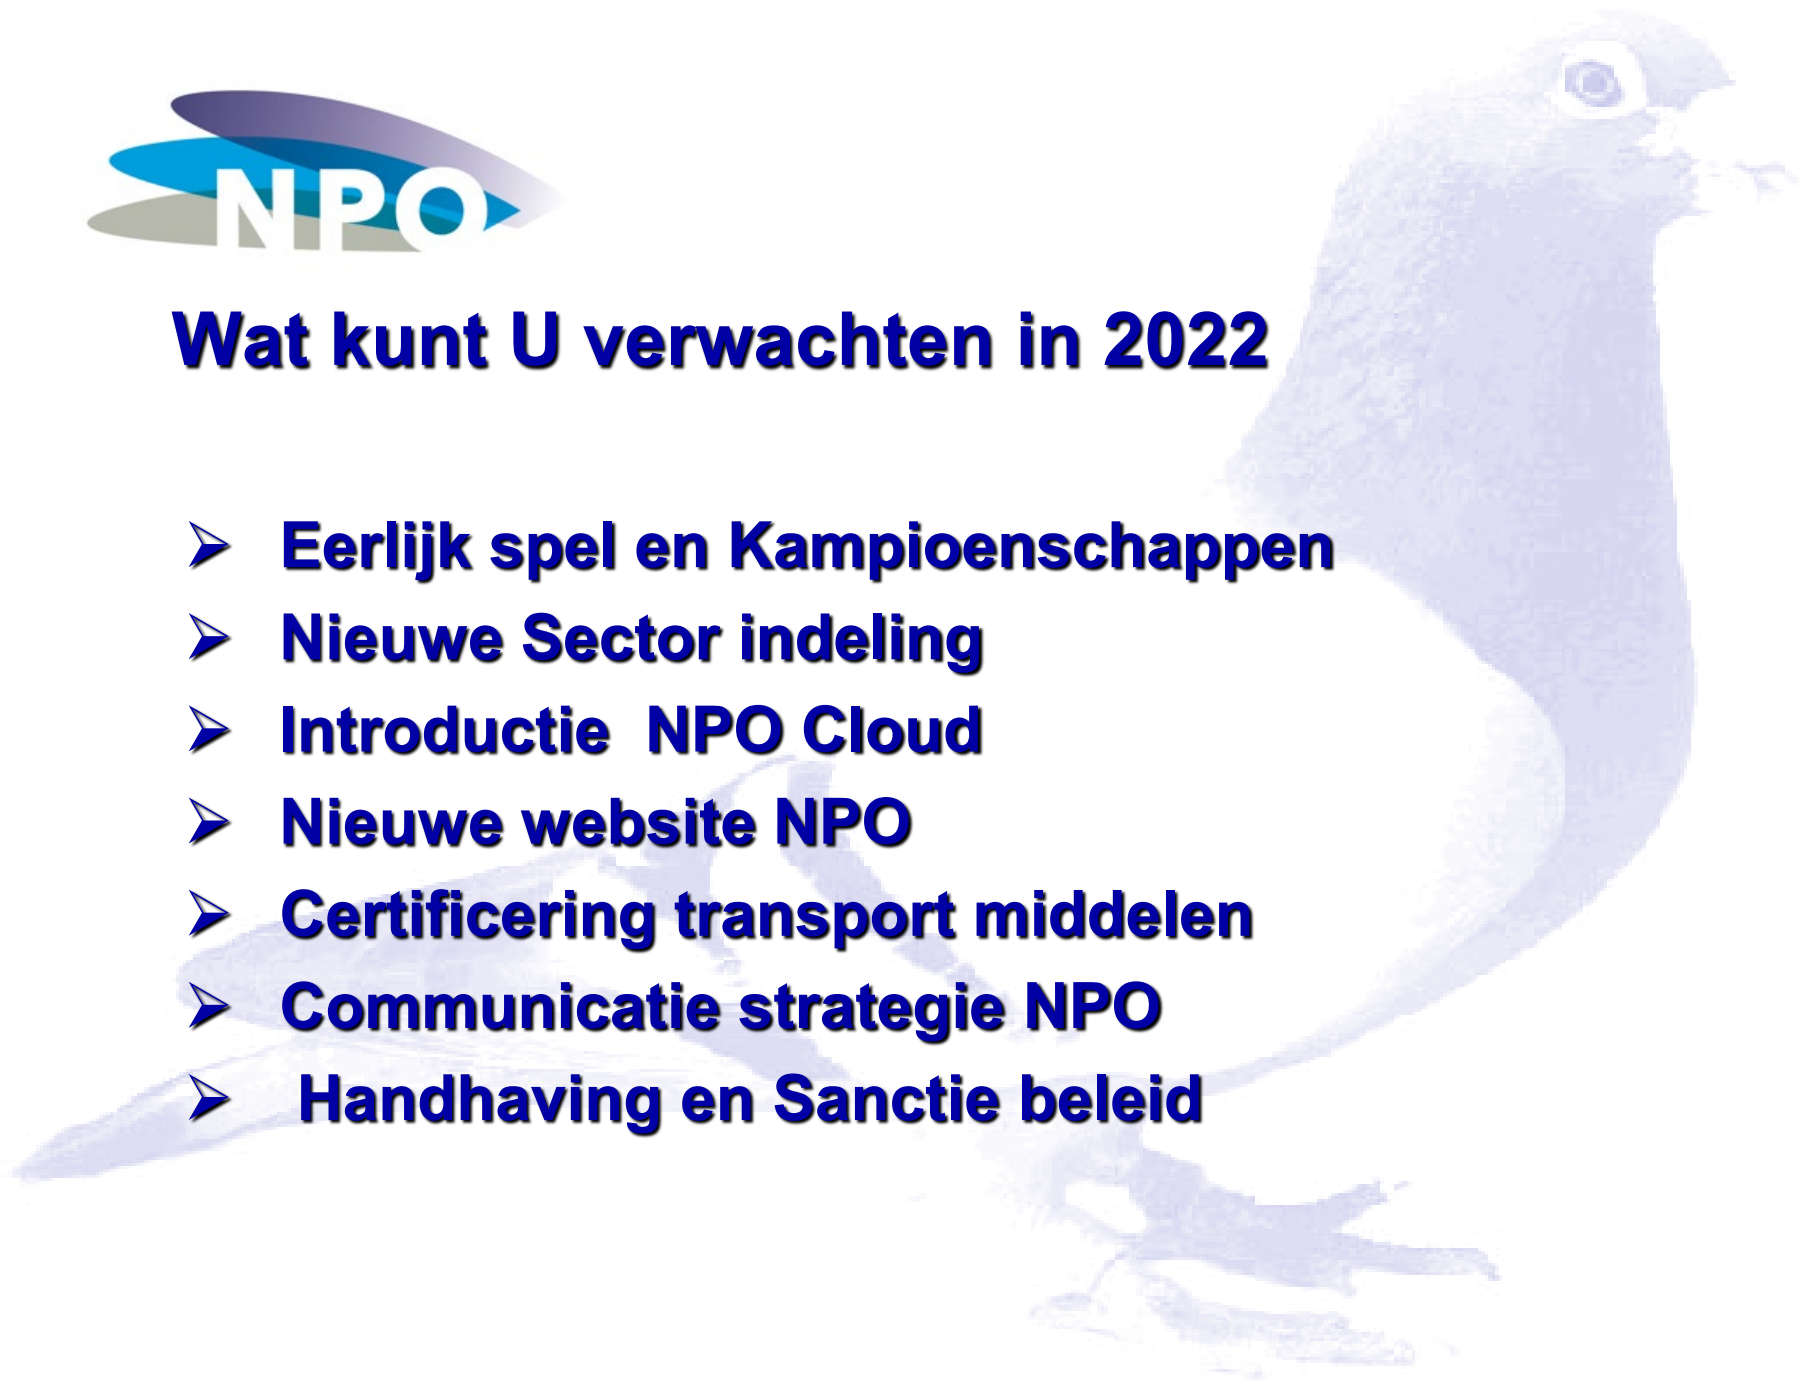 NPO
Wat kunt U verwachten in 2022
➢ Eerlijk spel en Kampioenschappen
➢ Nieuwe Sector indeling
➢ Introductie NPO Cloud
➢ Nieuwe website NPO
➢ Certificering transport middelen
➢ Communicatie strategie NPO
➢ Handhaving en Sanctie beleid